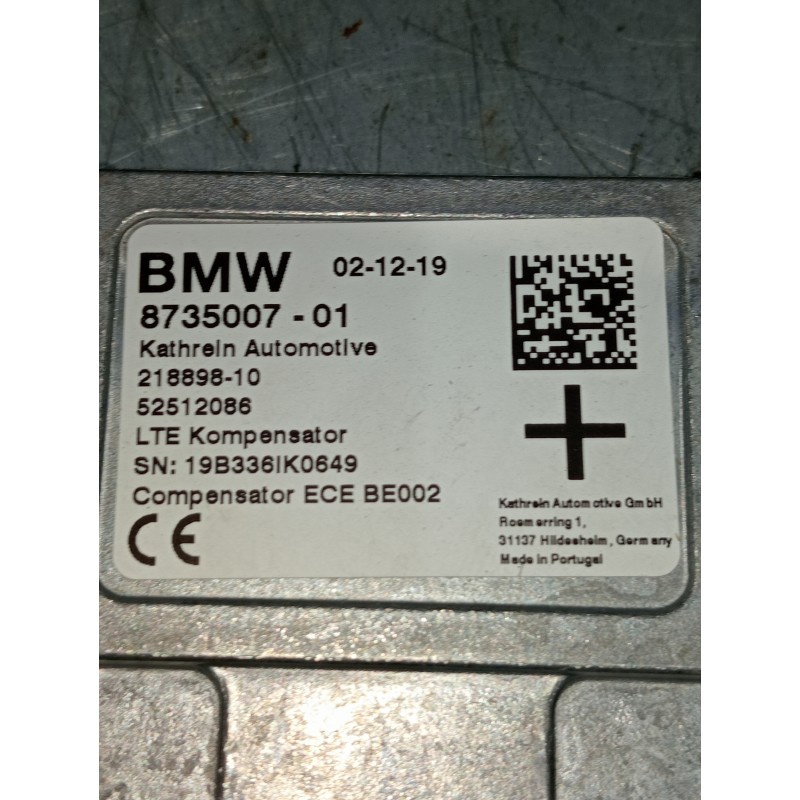 BMW 02-12-19
8735007 - 01
Kathrein Automotive
218898-10
52512086
LTE Kompensator
SN: 19B336IK0649
Compensator ECE BE002
CE
Kathrein Automotive GmbH
Roemerring 1,
31137 Hildesheim, Germany
Made in Portugal